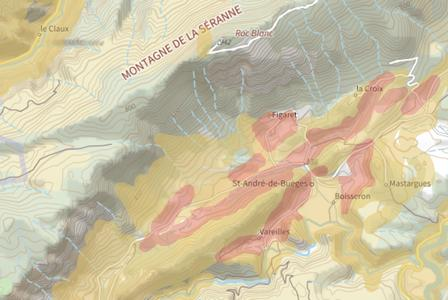 le Claux
MONTAGNE DE LA SÉRANNE
Roc Blanc
942
800
la Croix
Figaret
St-André-de-Buèges
Mastargues
Boisseron
Vareilles